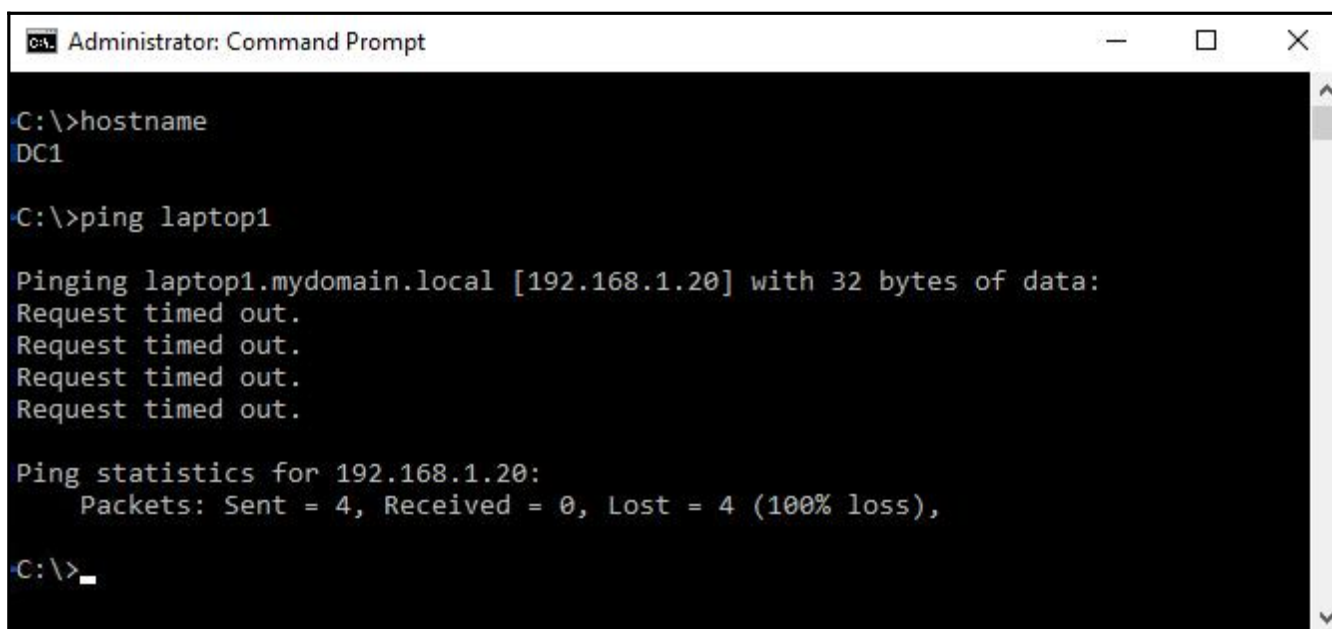 Administrator: Command Prompt
C:\>hostname
DC1
C:\>ping laptop1
Pinging laptop1.mydomain.local [192.168.1.20] with 32 bytes of data:
Request timed out.
Request timed out.
Request timed out.
Request timed out.
Ping statistics for 192.168.1.20:
    Packets: Sent = 4, Received = 0, Lost = 4 (100% loss),
C:\>